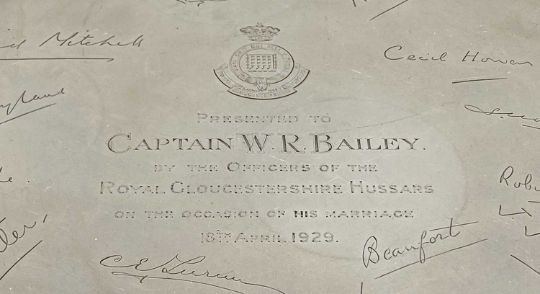 Mitchell
Cecil Howard
PRESENTED TO
CAPTAIN W. R. BAILEY.
BY THE OFFICERS OF THE
ROYAL GLOUCESTERSHIRE HUSSARS
ON THE OCCASION OF HIS MARRIAGE
18TH APRIL 1929.
Beaufort